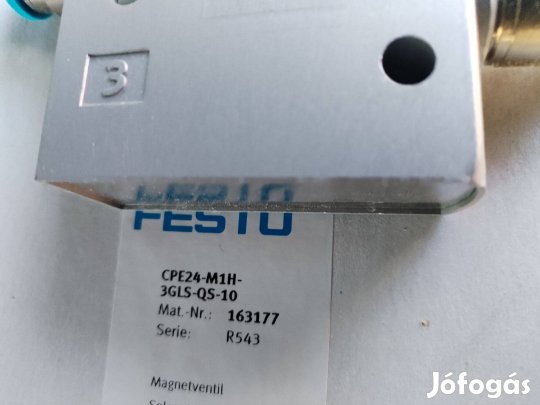 3
FESTO
CPE24-M1H-
3GLS-QS-10
Mat.-Nr.: 163177
Serie: R543
Magnetventil
Jófogás